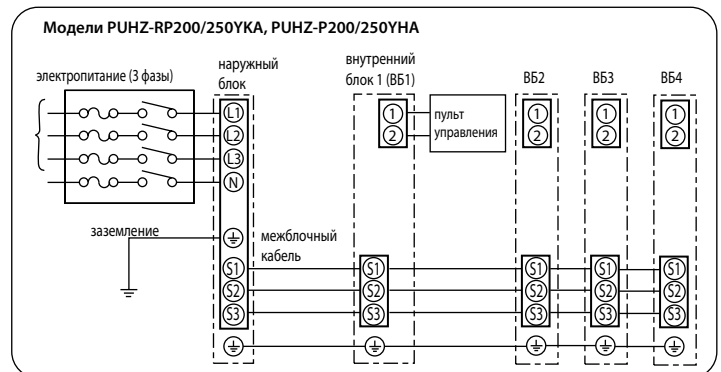 Модели PUHZ-RP200/250YKA, PUHZ-P200/250YHA
электропитание (3 фазы)
наружный
блок
внутренний
блок 1 (ВБ1)
ВБ2
ВБ3
ВБ4
L1
L2
L3
N
1
2
пульт
управления
1
2
1
2
1
2
заземление
межблочный
кабель
S1
S2
S3
S1
S2
S3
S1
S2
S3
S1
S2
S3
S1
S2
S3